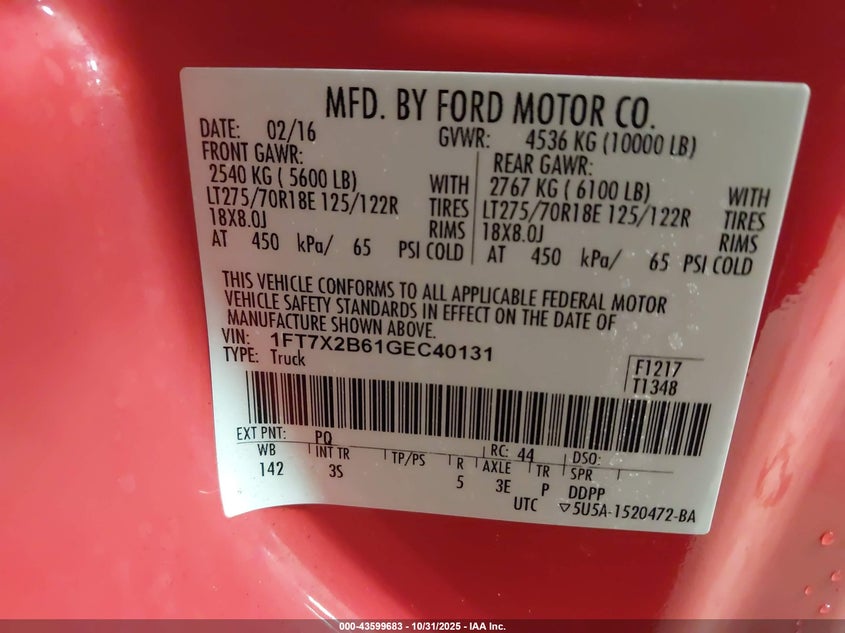 MFD. BY FORD MOTOR CO.
DATE: 02/16 GVWR: 4536 KG (10000 LB)
FRONT GAWR: REAR GAWR:
2540 KG ( 5600 LB) WITH 2767 KG ( 6100 LB) WITH
LT275/70R18E 125/122R TIRES LT275/70R18E 125/122R TIRES
18X8.0J RIMS 18X8.0J RIMS
AT 450 kPa/ 65 PSI COLD AT 450 kPa/ 65 PSI COLD
THIS VEHICLE CONFORMS TO ALL APPLICABLE FEDERAL MOTOR
VEHICLE SAFETY STANDARDS IN EFFECT ON THE DATE OF
MANUFACTURE SHOWN ABOVE.
VIN: 1FT7X2B61GEC40131
TYPE: Truck
F1217
T1348
EXT PNT: PQ RC: 44 DSO:
WB INT TR TP/PS R AXLE TR SPR
142 3S 5 3E P DDPP
UTC ▽5U5A-1520472-BA
000-43599683 - 10/31/2025 - IAA Inc.